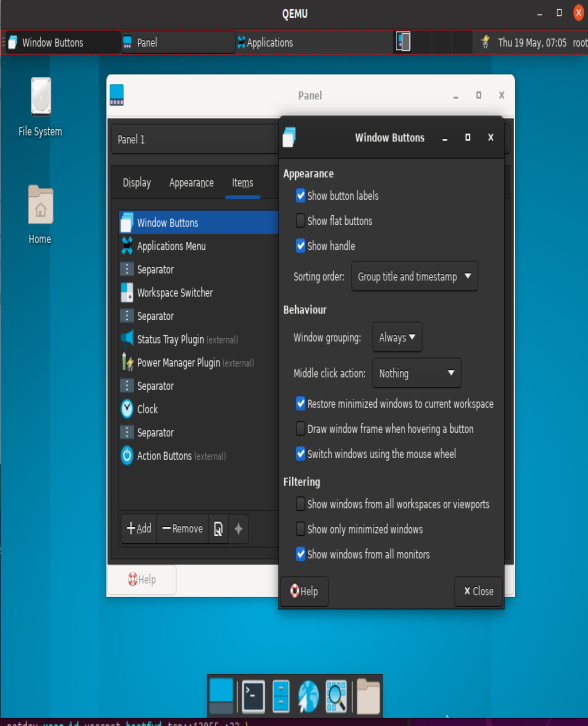 QEMU
Window Buttons Panel Applications Thu 19 May, 07:05 root
File System
Home
Panel
Panel 1
Display Appearance Items
Window Buttons
Applications Menu
Separator
Workspace Switcher
Separator
Status Tray Plugin (external)
Power Manager Plugin (external)
Separator
Clock
Separator
Action Buttons (external)
Add Remove
Help
Window Buttons
Appearance
Show button labels
Show flat buttons
Show handle
Sorting order: Group title and timestamp
Behaviour
Window grouping: Always
Middle click action: Nothing
Restore minimized windows to current workspace
Draw window frame when hovering a button
Switch windows using the mouse wheel
Filtering
Show windows from all workspaces or viewports
Show only minimized windows
Show windows from all monitors
Help Close